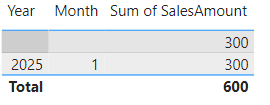 Year Month Sum of SalesAmount
300
2025 1 300
Total 600